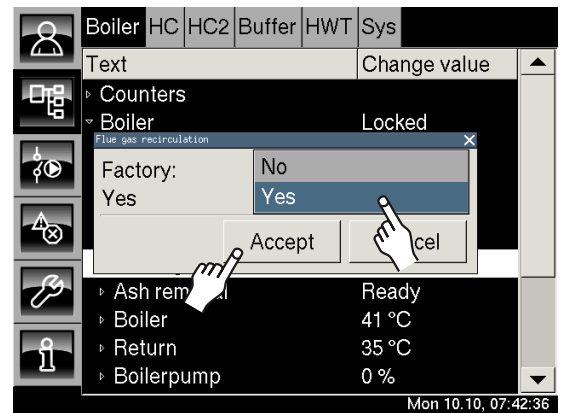 Boiler HC HC2 Buffer HWT Sys
Text Change value
Counters
Boiler Locked
Flue gas recirculation
Factory: No
Yes Yes
Accept
Ash Ready
Boiler 41 °C
Return 35 °C
Boilerpump 0 %
Mon 10.10, 07:42:36